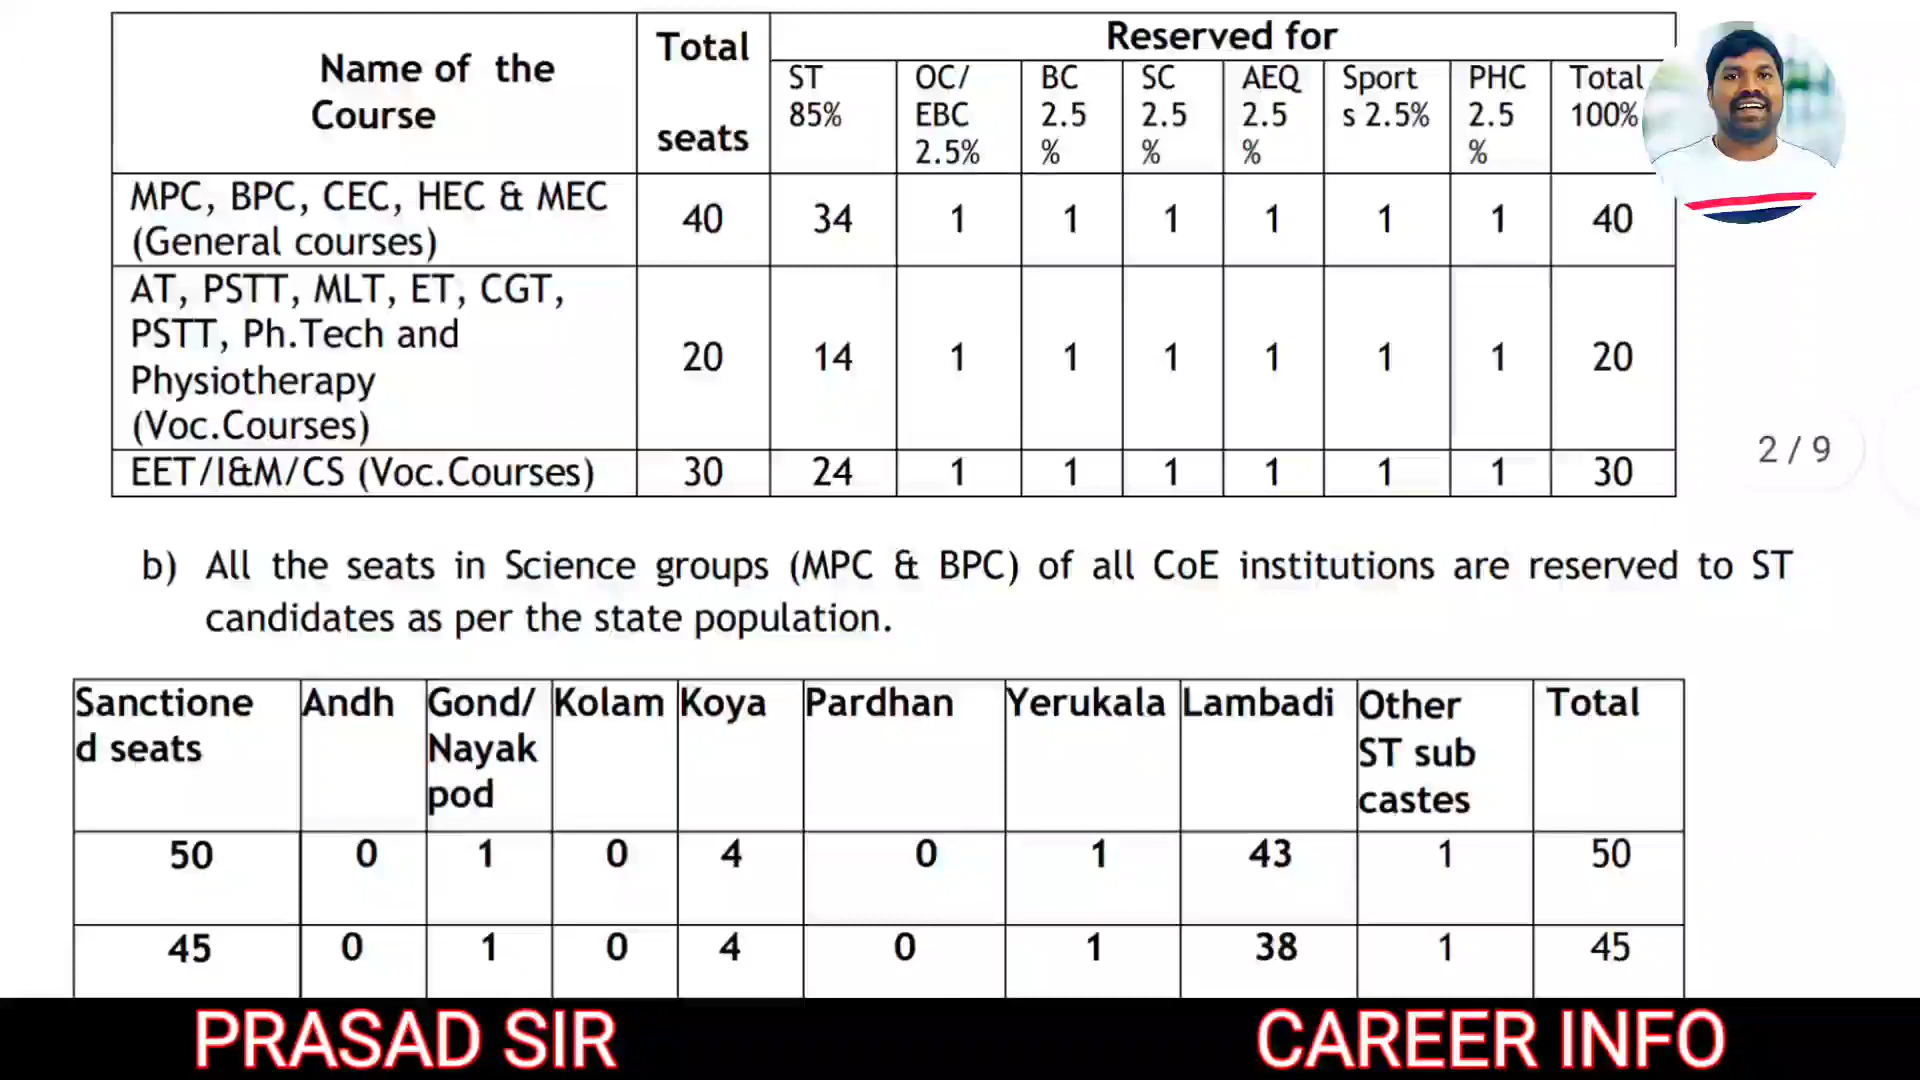 Name of the Course Total seats Reserved for
ST 85% OC/ EBC 2.5% BC 2.5 % SC 2.5 % AEQ 2.5 % Sport s 2.5% PHC 2.5 % Total 100%
MPC, BPC, CEC, HEC & MEC (General courses) 40 34 1 1 1 1 1 1 40
AT, PSTT, MLT, ET, CGT, PSTT, Ph.Tech and Physiotherapy (Voc.Courses) 20 14 1 1 1 1 1 1 20
EET/I&M/CS (Voc.Courses) 30 24 1 1 1 1 1 1 30
2 / 9
b) All the seats in Science groups (MPC & BPC) of all CoE institutions are reserved to ST
candidates as per the state population.
Sanctione d seats Andh Gond/ Nayak pod Kolam Koya Pardhan Yerukala Lambadi Other ST sub castes Total
50 0 1 0 4 0 1 43 1 50
45 0 1 0 4 0 1 38 1 45
PRASAD SIR CAREER INFO